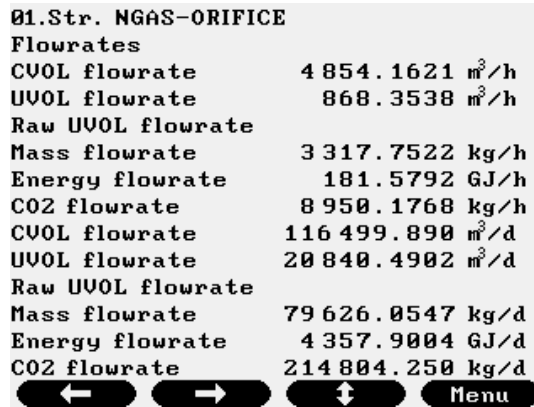 01.Str. NGAS-ORIFICE
Flowrates
CVOL flowrate 4 854.1621 m³/h
UVOL flowrate 868.3538 m³/h
Raw UVOL flowrate
Mass flowrate 3 317.7522 kg/h
Energy flowrate 181.5792 GJ/h
CO2 flowrate 8 950.1768 kg/h
CVOL flowrate 116 499.890 m³/d
UVOL flowrate 20 840.4902 m³/d
Raw UVOL flowrate
Mass flowrate 79 626.0547 kg/d
Energy flowrate 4 357.9004 GJ/d
CO2 flowrate 214 804.250 kg/d
← → ↕ Menu